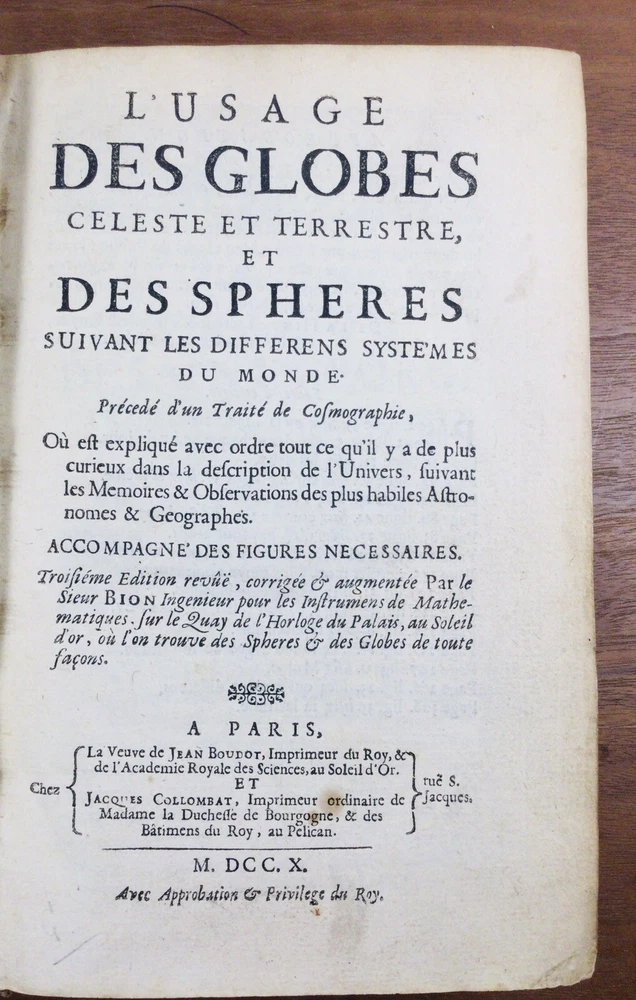 L'USAGE
DES GLOBES
CELESTE ET TERRESTRE,
ET
DES SPHERES
SUIVANT LES DIFFERENS SYSTE'MES
DU MONDE.
Précedé d'un Traité de Coſmographie,
Où eſt expliqué avec ordre tout ce qu'il y a de plus
curieux dans la deſcription de l'Univers, ſuivant
les Memoires & Obſervations des plus habiles Aſtro-
nomes & Geographes.
ACCOMPAGNE' DES FIGURES NECESSAIRES.
Troiſiéme Edition revûë, corrigée & augmentée Par le
Sieur BION Ingenieur pour les Inſtrumens de Mathe-
matiques. ſur le Quay de l'Horloge du Palais, au Soleil
d'or, où l'on trouve des Spheres & des Globes de toute
façons.
A PARIS,
La Veuve de JEAN BOUDOT, Imprimeur du Roy, &
de l'Academie Royale des Sciences, au Soleil d'Or.
Chez
ET
ruë S.
JACQUES COLLOMBAT, Imprimeur ordinaire de
Jacques.
Madame la Ducheſſe de Bourgogne, & des
Bâtimens du Roy, au Pelican.
M. DCC. X.
Avec Approbation & Privilege du Roy.